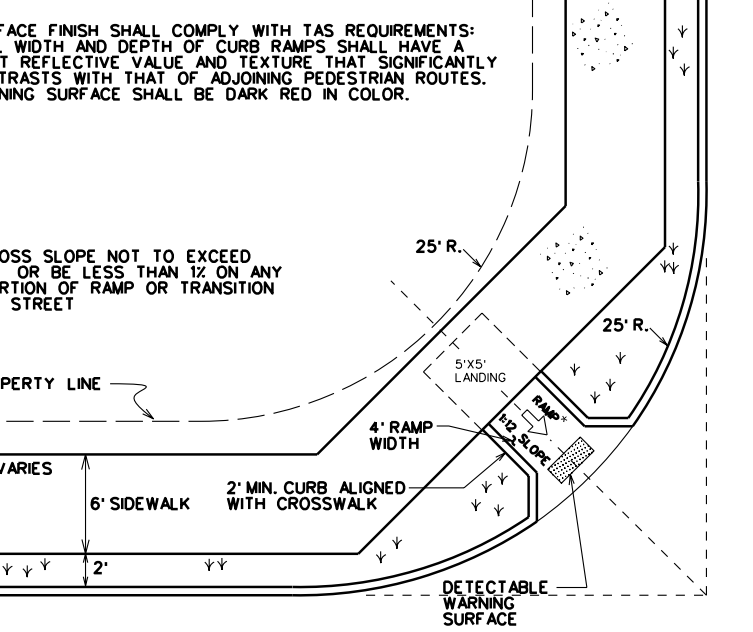 FACE FINISH SHALL COMPLY WITH TAS REQUIREMENTS:
WIDTH AND DEPTH OF CURB RAMPS SHALL HAVE A
T REFLECTIVE VALUE AND TEXTURE THAT SIGNIFICANTLY
TRASTS WITH THAT OF ADJOINING PEDESTRIAN ROUTES.
NING SURFACE SHALL BE DARK RED IN COLOR.
OSS SLOPE NOT TO EXCEED
OR BE LESS THAN 1% ON ANY
RTION OF RAMP OR TRANSITION
STREET
25' R.
25' R.
5'X5'
LANDING
PERTY LINE
RAMP*
1:12 SLOPE
4' RAMP
WIDTH
VARIES
6' SIDEWALK
2' MIN. CURB ALIGNED
WITH CROSSWALK
2'
DETECTABLE
WARNING
SURFACE